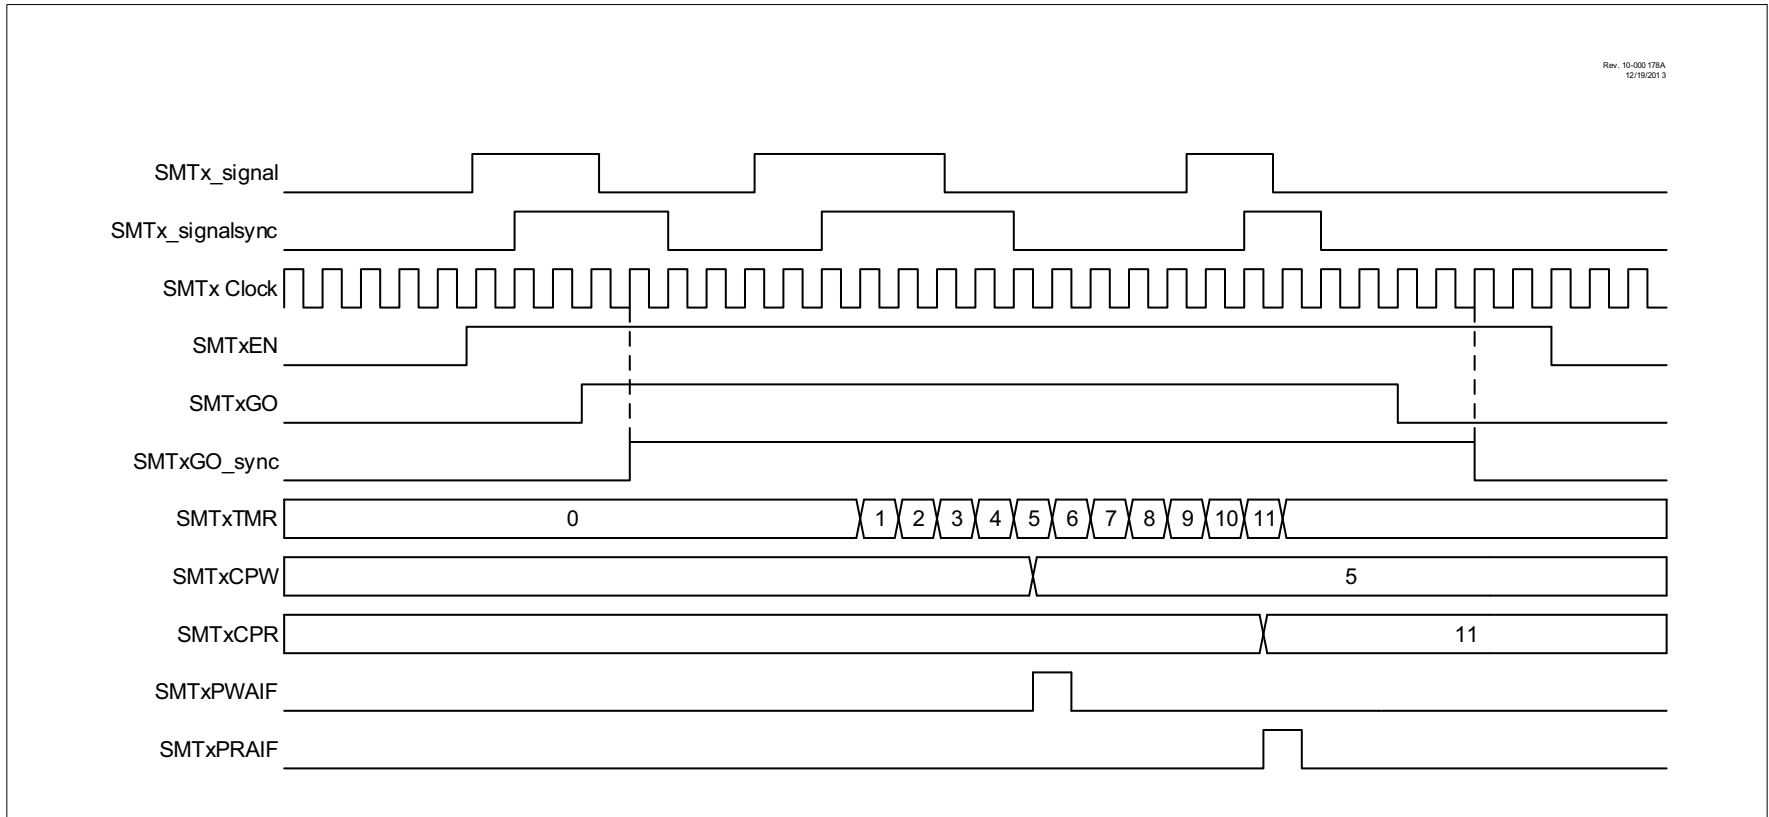 Rev. 10-000 178A
12/19/201 3
SMTx_signal
SMTx_signalsync
SMTx Clock
SMTxEN
SMTxGO
SMTxGO_sync
SMTxTMR 0 1 2 3 4 5 6 7 8 9 10 11
SMTxCPW 5
SMTxCPR 11
SMTxPWAIF
SMTxPRAIF